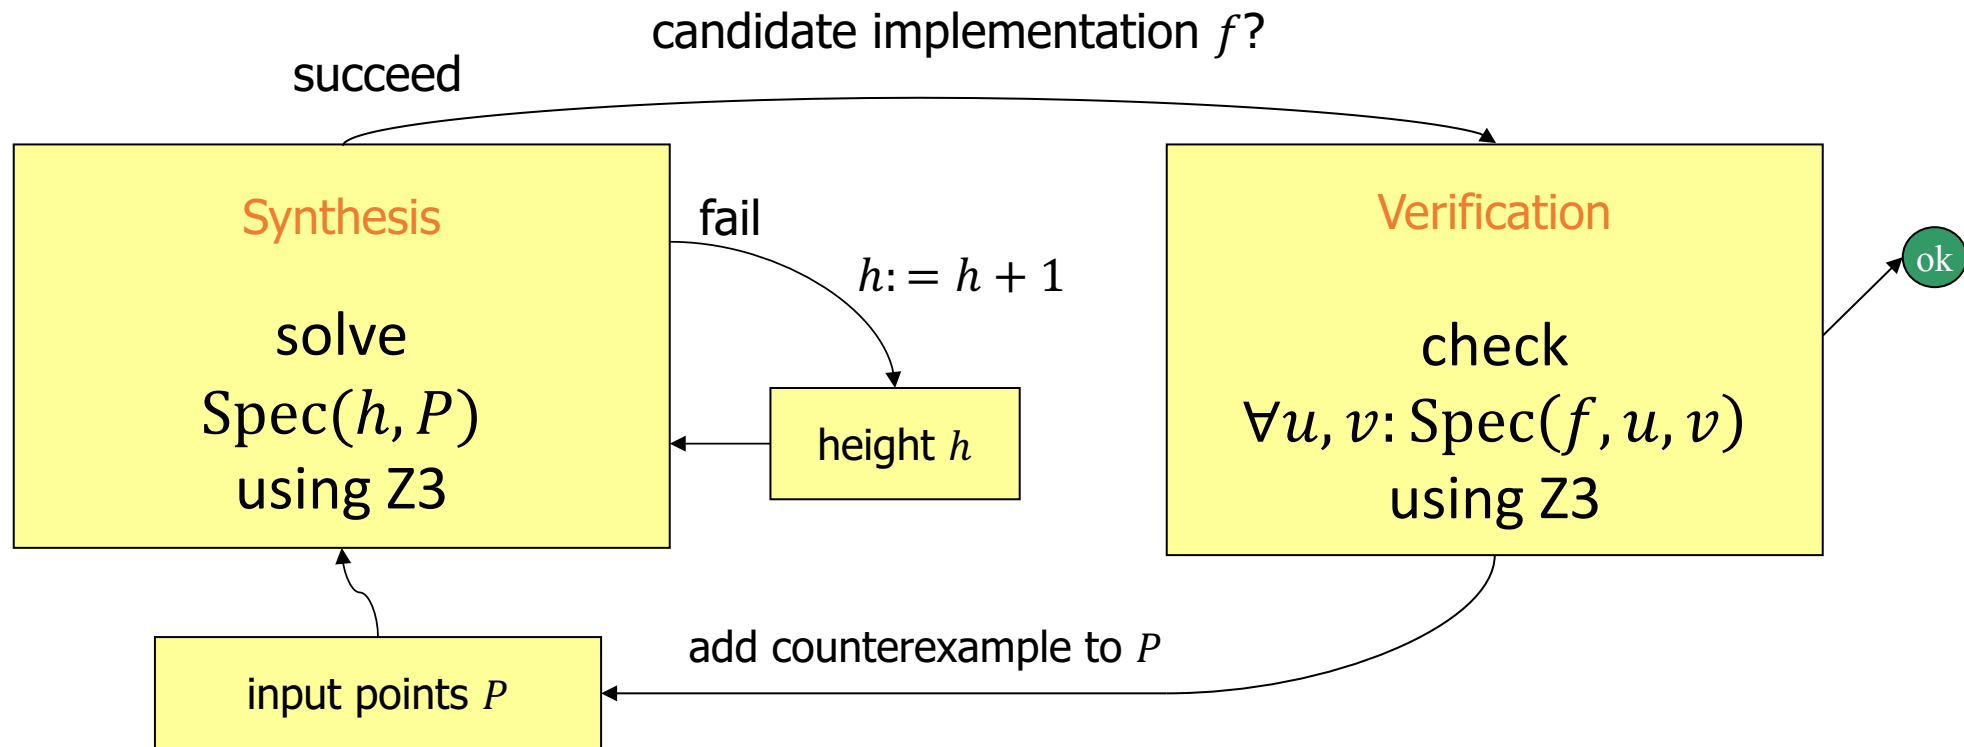 candidate implementation f?
succeed
Synthesis
solve
Spec(h, P)
using Z3
fail
h: = h + 1
height h
Verification
check
∀u, v: Spec(f, u, v)
using Z3
ok
add counterexample to P
input points P